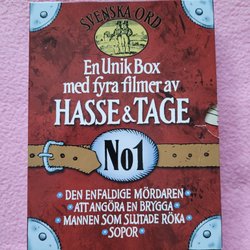 SVENSKA ORD
En Unik Box
med fyra filmer av
HASSE & TAGE
No1
• DEN ENFALDIGE MÖRDAREN
• ATT ANGÖRA EN BRYGGA •
• MANNEN SOM SLUTADE RÖKA
• SOPOR •